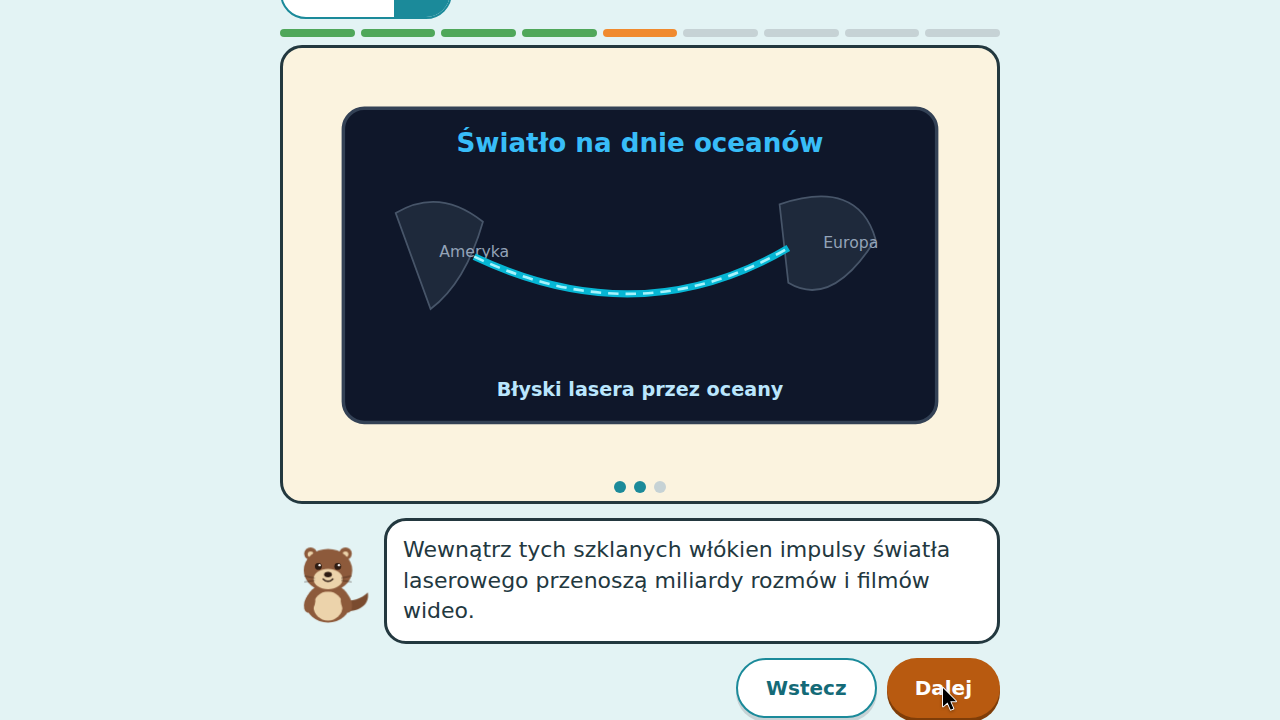 Światło na dnie oceanów
Ameryka
Europa
Błyski lasera przez oceany
Wewnątrz tych szklanych włókien impulsy światła
laserowego przenoszą miliardy rozmów i filmów
wideo.
Wstecz
Dalej